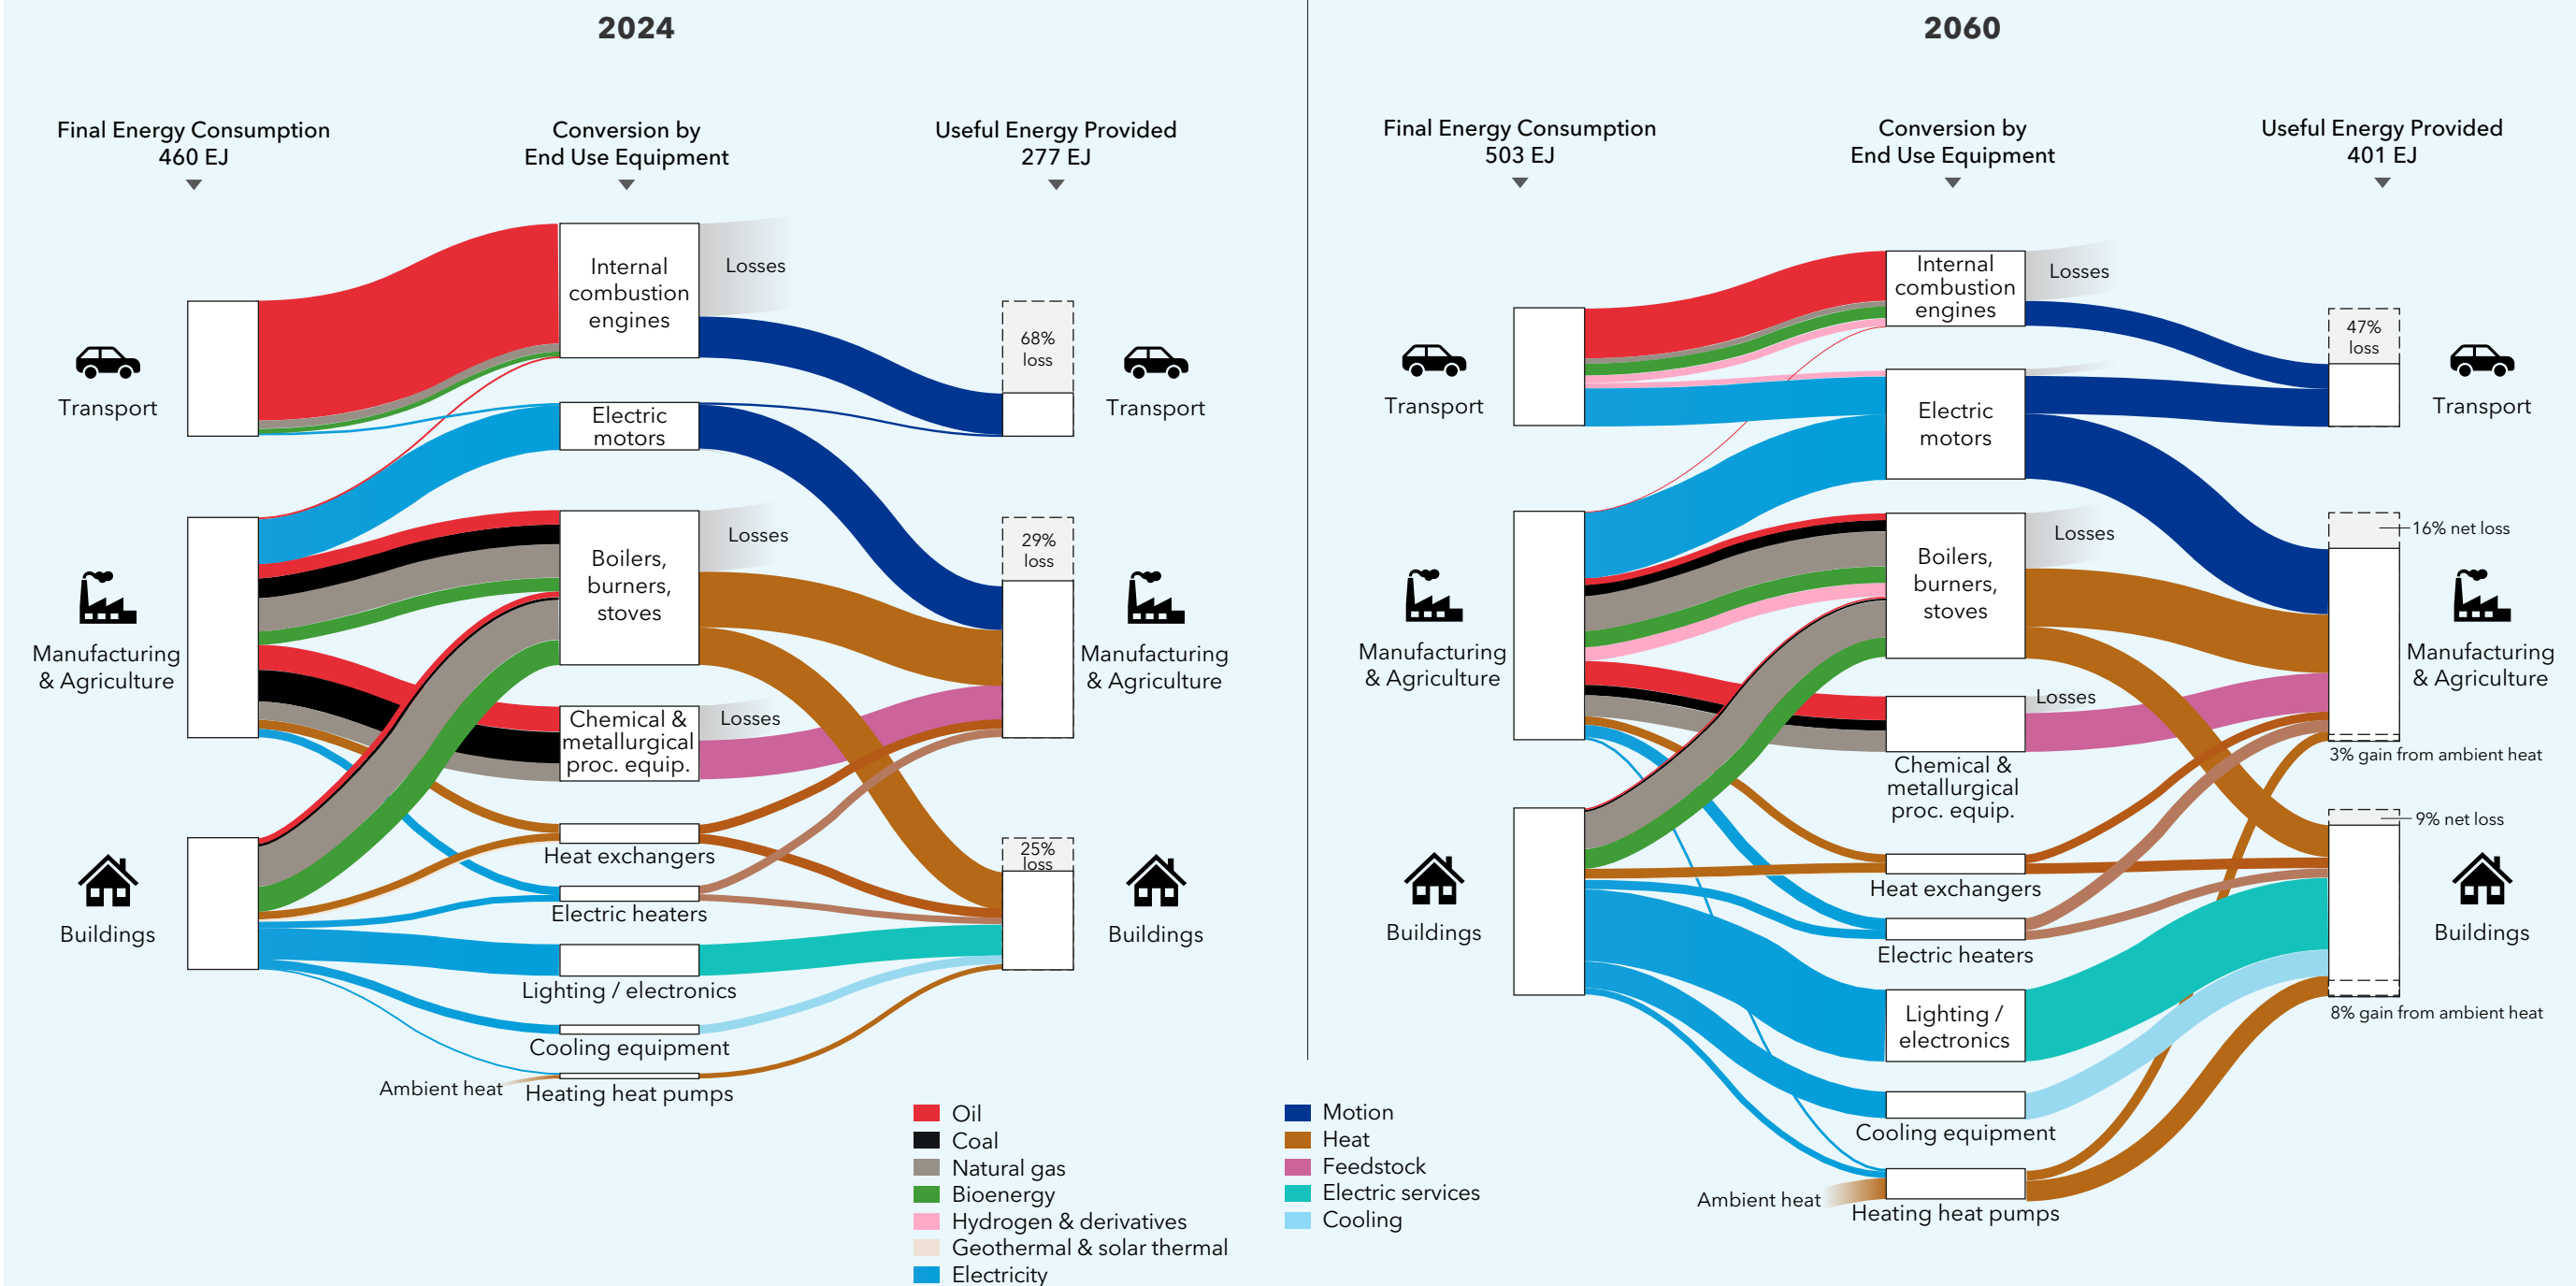 2024
Final Energy Consumption
460 EJ
Conversion by
End Use Equipment
Useful Energy Provided
277 EJ
Internal
combustion
engines
Losses
68%
loss
Transport
Transport
Electric
motors
Boilers,
burners,
stoves
Losses
29%
loss
Manufacturing
& Agriculture
Manufacturing
& Agriculture
Chemical &
metallurgical
proc. equip.
Losses
Heat exchangers
25%
loss
Electric heaters
Buildings
Buildings
Lighting / electronics
Cooling equipment
Ambient heat
Heating heat pumps
2060
Final Energy Consumption
503 EJ
Conversion by
End Use Equipment
Useful Energy Provided
401 EJ
Internal
combustion
engines
Losses
47%
loss
Transport
Transport
Electric
motors
16% net loss
Losses
Boilers,
burners,
stoves
Manufacturing
& Agriculture
Manufacturing
& Agriculture
Losses
3% gain from ambient heat
Chemical &
metallurgical
proc. equip.
9% net loss
Heat exchangers
Buildings
Buildings
Electric heaters
8% gain from ambient heat
Lighting /
electronics
Cooling equipment
Ambient heat
Heating heat pumps
Oil
Coal
Natural gas
Bioenergy
Hydrogen & derivatives
Geothermal & solar thermal
Electricity
Motion
Heat
Feedstock
Electric services
Cooling